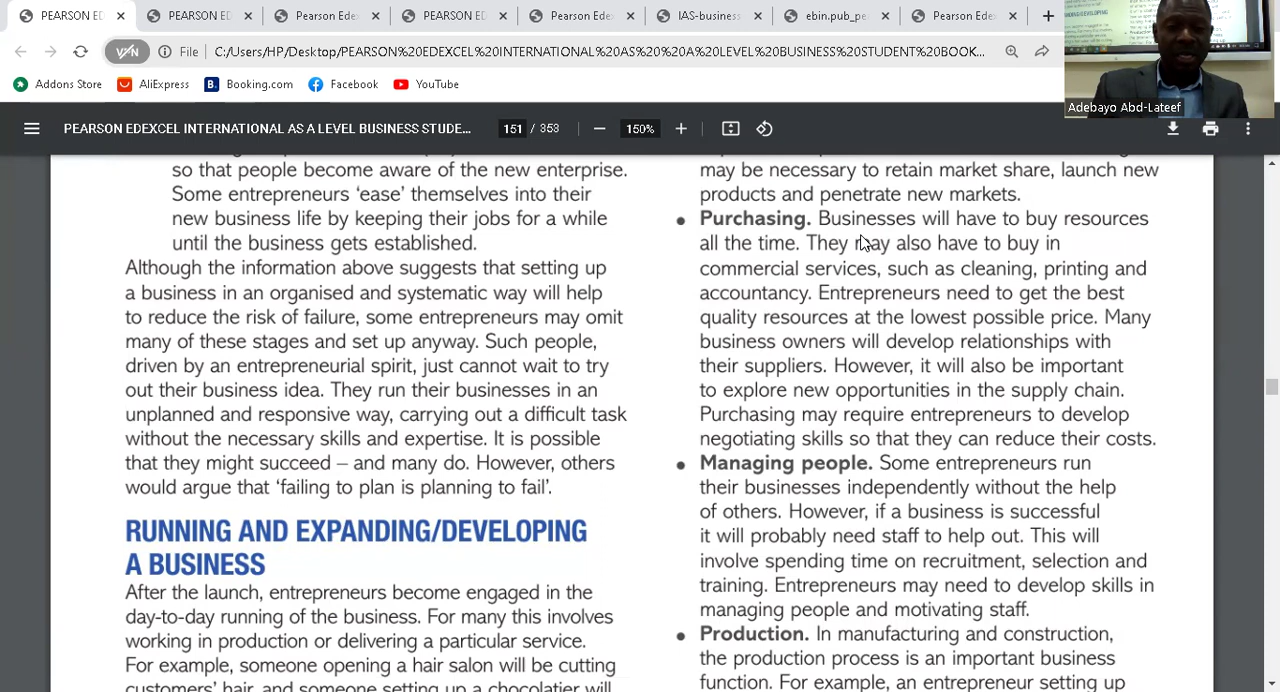 PEARSON E
PEARSON E
Pearson Ede
PEARSON E
Pearson Ede
IAS-business
ebin.pub_pe
Pearson Ede
File
C:/Users/HP/Desktop/PEARSON%20EDEXCEL%20INTERNATIONAL%20AS%20A%20LEVEL%20BUSINESS%20STUDENT%20BOOK...
Addons Store
AliExpress
B. Booking.com
Facebook
YouTube
Adebayo Abd-Lateef
PEARSON EDEXCEL INTERNATIONAL AS A LEVEL BUSINESS STUDE...
151 / 353
150%
so that people become aware of the new enterprise.
Some entrepreneurs ‘ease’ themselves into their
new business life by keeping their jobs for a while
until the business gets established.
Although the information above suggests that setting up
a business in an organised and systematic way will help
to reduce the risk of failure, some entrepreneurs may omit
many of these stages and set up anyway. Such people,
driven by an entrepreneurial spirit, just cannot wait to try
out their business idea. They run their businesses in an
unplanned and responsive way, carrying out a difficult task
without the necessary skills and expertise. It is possible
that they might succeed – and many do. However, others
would argue that ‘failing to plan is planning to fail’.
RUNNING AND EXPANDING/DEVELOPING
A BUSINESS
After the launch, entrepreneurs become engaged in the
day-to-day running of the business. For many this involves
working in production or delivering a particular service.
For example, someone opening a hair salon will be cutting
customers’ hair, and someone setting up a chocolatier will
may be necessary to retain market share, launch new
products and penetrate new markets.
• Purchasing. Businesses will have to buy resources
all the time. They may also have to buy in
commercial services, such as cleaning, printing and
accountancy. Entrepreneurs need to get the best
quality resources at the lowest possible price. Many
business owners will develop relationships with
their suppliers. However, it will also be important
to explore new opportunities in the supply chain.
Purchasing may require entrepreneurs to develop
negotiating skills so that they can reduce their costs.
• Managing people. Some entrepreneurs run
their businesses independently without the help
of others. However, if a business is successful
it will probably need staff to help out. This will
involve spending time on recruitment, selection and
training. Entrepreneurs may need to develop skills in
managing people and motivating staff.
• Production. In manufacturing and construction,
the production process is an important business
function. For example, an entrepreneur setting up